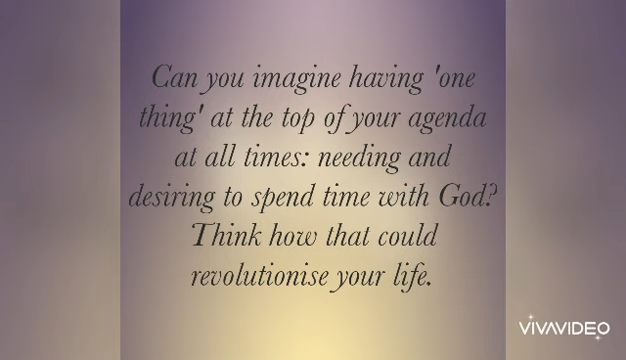 Can you imagine having 'one
thing' at the top of your agenda
at all times: needing and
desiring to spend time with God?
Think how that could
revolutionise your life.
VIVAVIDEO